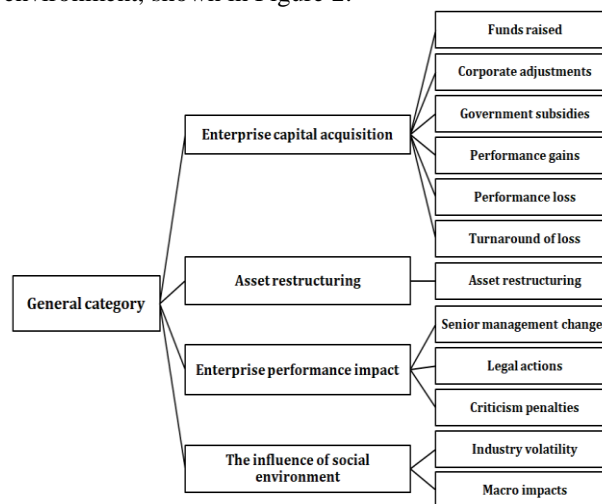 environment, shown in Figure 2.
Funds raised
Corporate adjustments
Enterprise capital acquisition
Government subsidies
Performance gains
Performance loss
Turnaround of loss
General category
Asset restructuring
Asset restructuring
Enterprise performance impact
Senior management change
Legal actions
Criticism penalties
The influence of social
environment
Industry volatility
Macro impacts